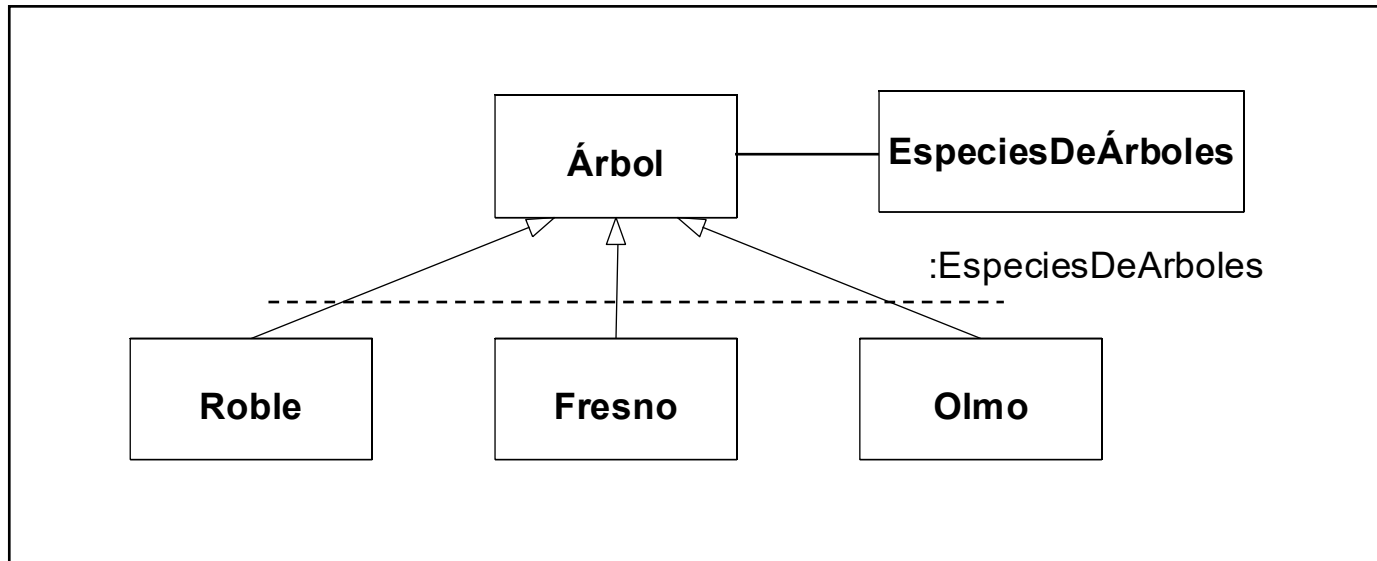 Árbol
EspeciesDeÁrboles
:EspeciesDeArboles
Roble
Fresno
Olmo